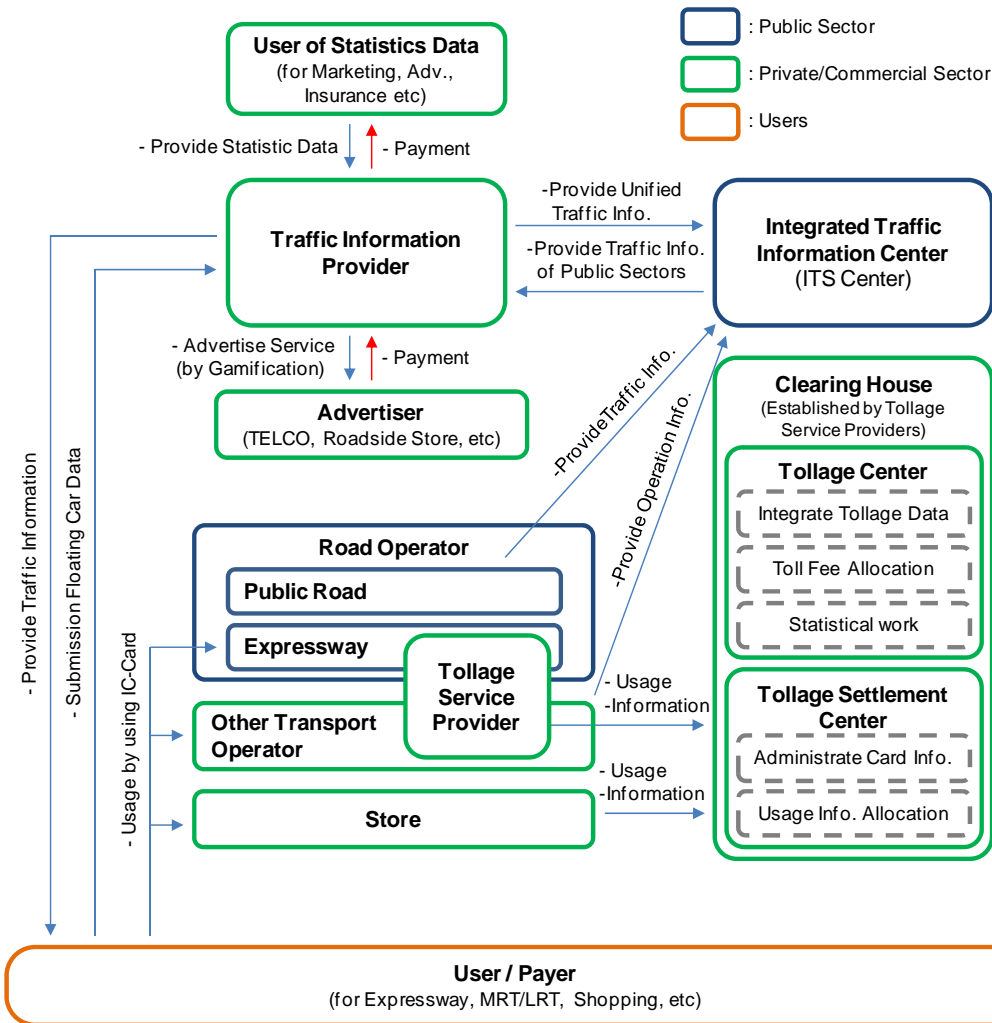 User of Statistics Data
(for Marketing, Adv.,
Insurance etc)
: Public Sector
: Private/Commercial Sector
: Users
- Provide Statistic Data
- Payment
Traffic Information
Provider
-Provide Unified
Traffic Info.
-Provide Traffic Info.
of Public Sectors
Integrated Traffic
Information Center
(ITS Center)
- Advertise Service
(by Gamification)
- Payment
Advertiser
(TELCO, Roadside Store, etc)
-ProvideTraffic Info.
-Provide Operation Info.
Clearing House
(Established by Tollage
Service Providers)
Tollage Center
Integrate Tollage Data
Toll Fee Allocation
Statistical work
Road Operator
Public Road
Expressway
Tollage
Service
Provider
Other Transport
Operator
Store
- Usage
-Information
- Usage
-Information
Tollage Settlement
Center
Administrate Card Info.
Usage Info. Allocation
- Provide Traffic Information
- Submission Floating Car Data
- Usage by using IC-Card
User / Payer
(for Expressway, MRT/LRT, Shopping, etc)